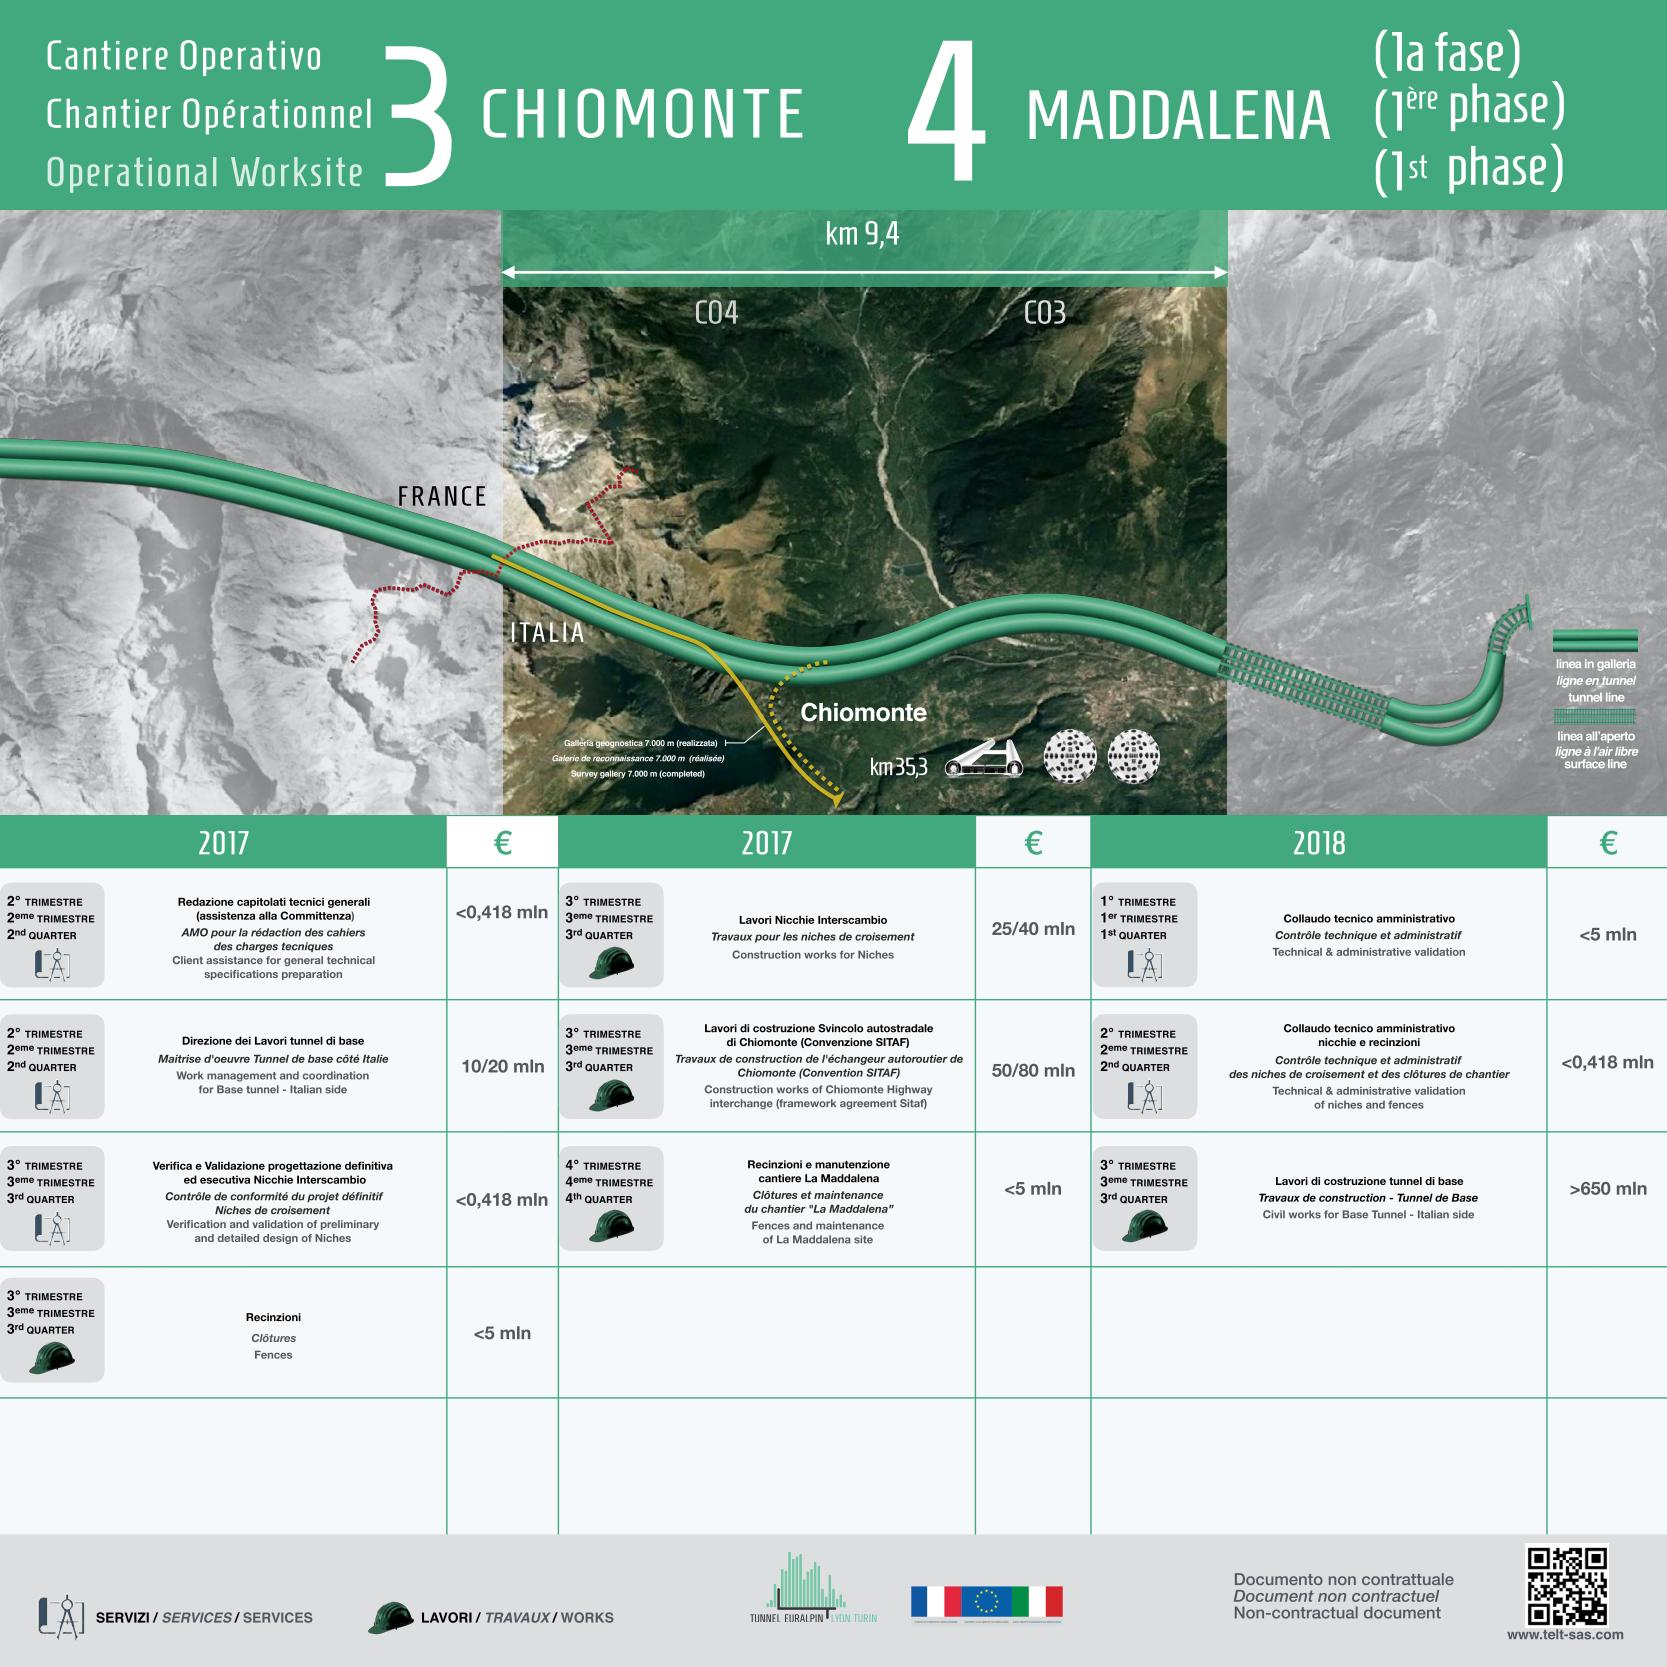 Cantiere Operativo
Chantier Opérationnel
Operational Worksite
3 CHIOMONTE
4 MADDALENA
(1a fase)
(1ère phase)
(1st phase)
km 9,4
CO4
CO3
FRANCE
ITALIA
Chiomonte
Galleria geognostica 7.000 m (realizzata)
Galerie de reconnaissance 7.000 m (réalisée)
Survey gallery 7.000 m (completed)
km 35,3
linea in galleria
ligne en tunnel
tunnel line
linea all'aperto
ligne à l'air libre
surface line
2017 €
2° TRIMESTRE
2eme TRIMESTRE
2nd QUARTER
Redazione capitolati tecnici generali
(assistenza alla Committenza)
AMO pour la rédaction des cahiers
des charges tecniques
Client assistance for general technical
specifications preparation
<0,418 mln
2° TRIMESTRE
2eme TRIMESTRE
2nd QUARTER
Direzione dei Lavori tunnel di base
Maitrise d'oeuvre Tunnel de base côté Italie
Work management and coordination
for Base tunnel - Italian side
10/20 mln
3° TRIMESTRE
3eme TRIMESTRE
3rd QUARTER
Verifica e Validazione progettazione definitiva
ed esecutiva Nicchie Interscambio
Contrôle de conformité du projet définitif
Niches de croisement
Verification and validation of preliminary
and detailed design of Niches
<0,418 mln
3° TRIMESTRE
3eme TRIMESTRE
3rd QUARTER
Recinzioni
Clôtures
Fences
<5 mln
2017 €
3° TRIMESTRE
3eme TRIMESTRE
3rd QUARTER
Lavori Nicchie Interscambio
Travaux pour les niches de croisement
Construction works for Niches
25/40 mln
3° TRIMESTRE
3eme TRIMESTRE
3rd QUARTER
Lavori di costruzione Svincolo autostradale
di Chiomonte (Convenzione SITAF)
Travaux de construction de l'échangeur autoroutier de
Chiomonte (Convention SITAF)
Construction works of Chiomonte Highway
interchange (framework agreement Sitaf)
50/80 mln
4° TRIMESTRE
4eme TRIMESTRE
4th QUARTER
Recinzioni e manutenzione
cantiere La Maddalena
Clôtures et maintenance
du chantier "La Maddalena"
Fences and maintenance
of La Maddalena site
<5 mln
2018 €
1° TRIMESTRE
1er TRIMESTRE
1st QUARTER
Collaudo tecnico amministrativo
Contrôle technique et administratif
Technical & administrative validation
<5 mln
2° TRIMESTRE
2eme TRIMESTRE
2nd QUARTER
Collaudo tecnico amministrativo
nicchie e recinzioni
Contrôle technique et administratif
des niches de croisement et des clôtures de chantier
Technical & administrative validation
of niches and fences
<0,418 mln
3° TRIMESTRE
3eme TRIMESTRE
3rd QUARTER
Lavori di costruzione tunnel di base
Travaux de construction - Tunnel de Base
Civil works for Base Tunnel - Italian side
>650 mln
SERVIZI / SERVICES / SERVICES
LAVORI / TRAVAUX / WORKS
TUNNEL EURALPIN LYON TURIN
Documento non contrattuale
Document non contractuel
Non-contractual document
www.telt-sas.com